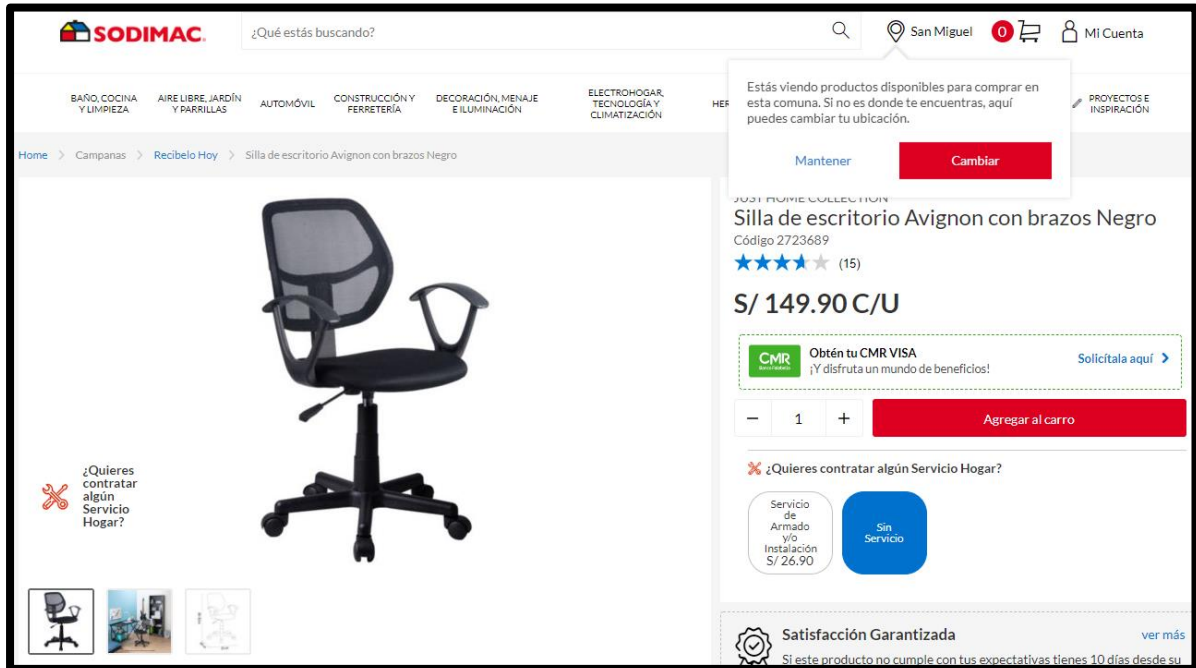 SODIMAC.
¿Qué estás buscando?
San Miguel
0
Mi Cuenta
BAÑO, COCINA
Y LIMPIEZA
AIRE LIBRE, JARDÍN
Y PARRILLAS
AUTOMÓVIL
CONSTRUCCIÓN Y
FERRETERÍA
DECORACIÓN, MENAJE
E ILUMINACIÓN
ELECTROHOGAR,
TECNOLOGÍA Y
CLIMATIZACIÓN
HER
PROYECTOS E
INSPIRACIÓN
Estás viendo productos disponibles para comprar en
esta comuna. Si no es donde te encuentras, aquí
puedes cambiar tu ubicación.
Mantener
Cambiar
Home > Campanas > Recibelo Hoy > Silla de escritorio Avignon con brazos Negro
JUST HOME COLLECTION
Silla de escritorio Avignon con brazos Negro
Código 2723689
(15)
S/ 149.90 C/U
CMR
Obtén tu CMR VISA
¡Y disfruta un mundo de beneficios!
Solicítala aquí >
− 1 +
Agregar al carro
¿Quieres contratar algún Servicio Hogar?
Servicio
de
Armado
y/o
Instalación
S/ 26.90
Sin
Servicio
¿Quieres
contratar
algún
Servicio
Hogar?
Satisfacción Garantizada
ver más
Si este producto no cumple con tus expectativas tienes 10 días desde su